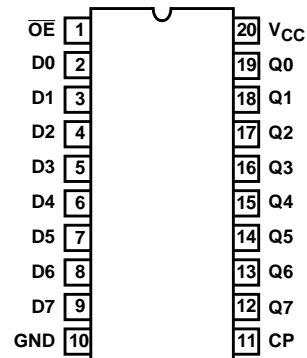 O̅E̅ 1 20 VCC
D0 2 19 Q0
D1 3 18 Q1
D2 4 17 Q2
D3 5 16 Q3
D4 6 15 Q4
D5 7 14 Q5
D6 8 13 Q6
D7 9 12 Q7
GND 10 11 CP